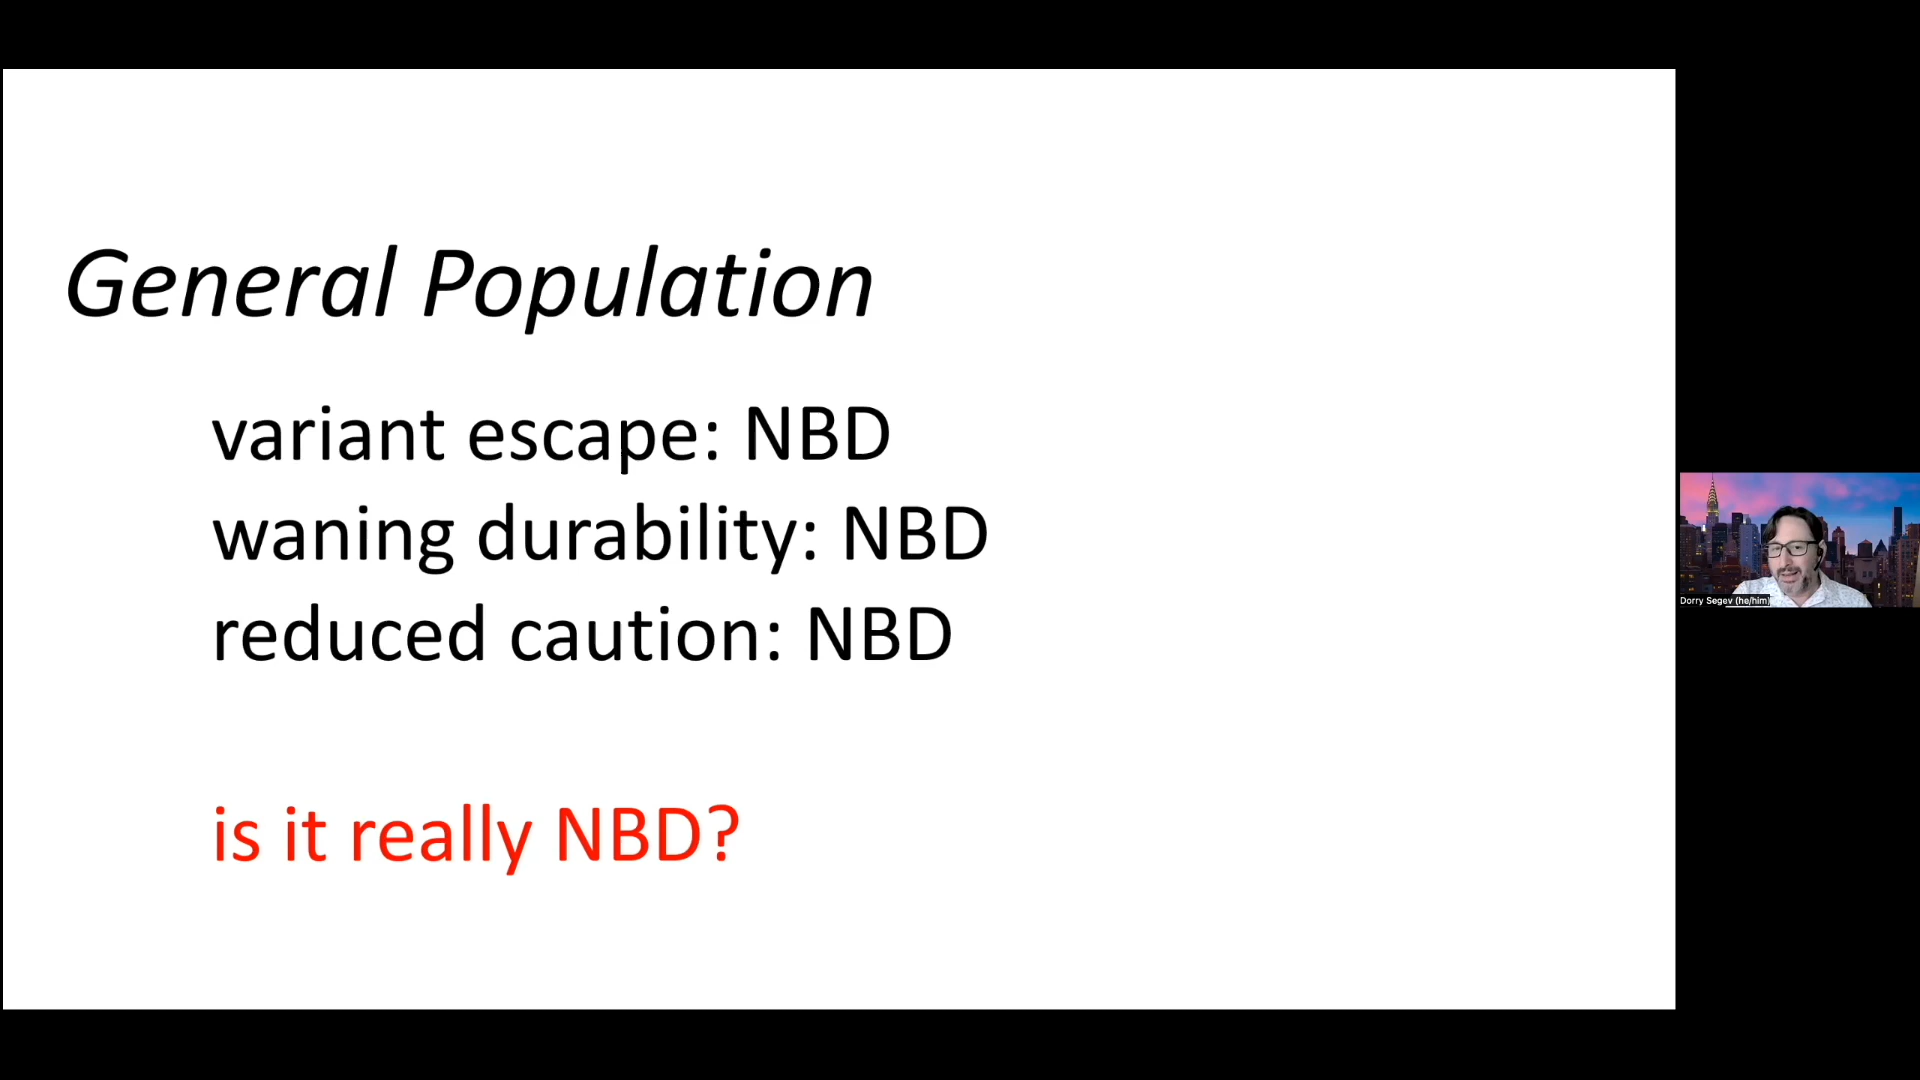 General Population
variant escape: NBD
waning durability: NBD
reduced caution: NBD
is it really NBD?
Dorry Segev (he/him)